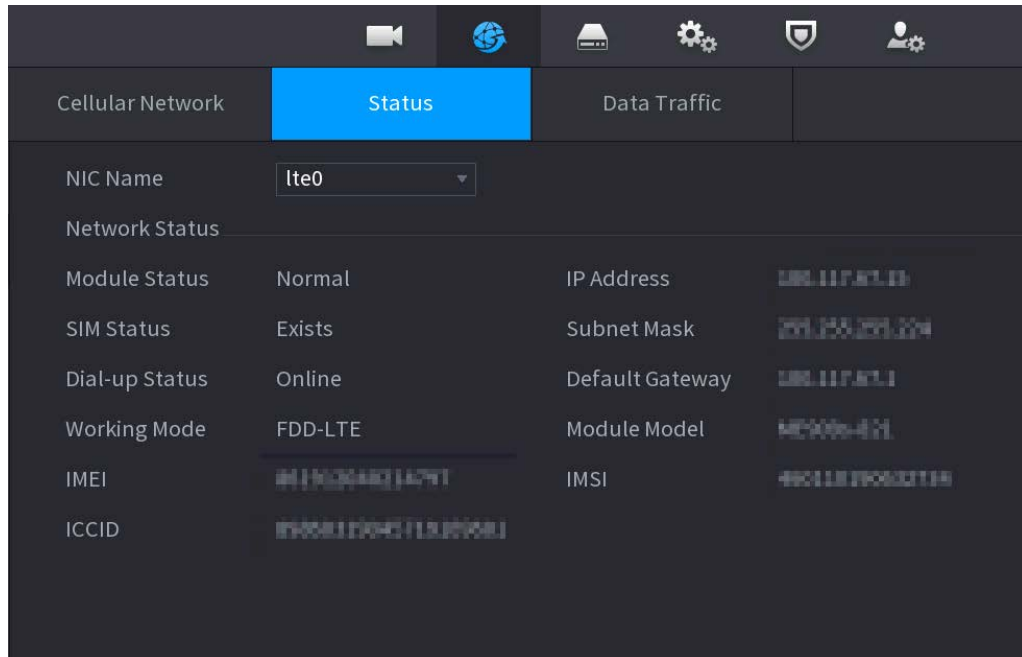 Cellular Network Status Data Traffic
NIC Name lte0
Network Status
Module Status Normal IP Address
SIM Status Exists Subnet Mask
Dial-up Status Online Default Gateway
Working Mode FDD-LTE Module Model
IMEI IMSI
ICCID